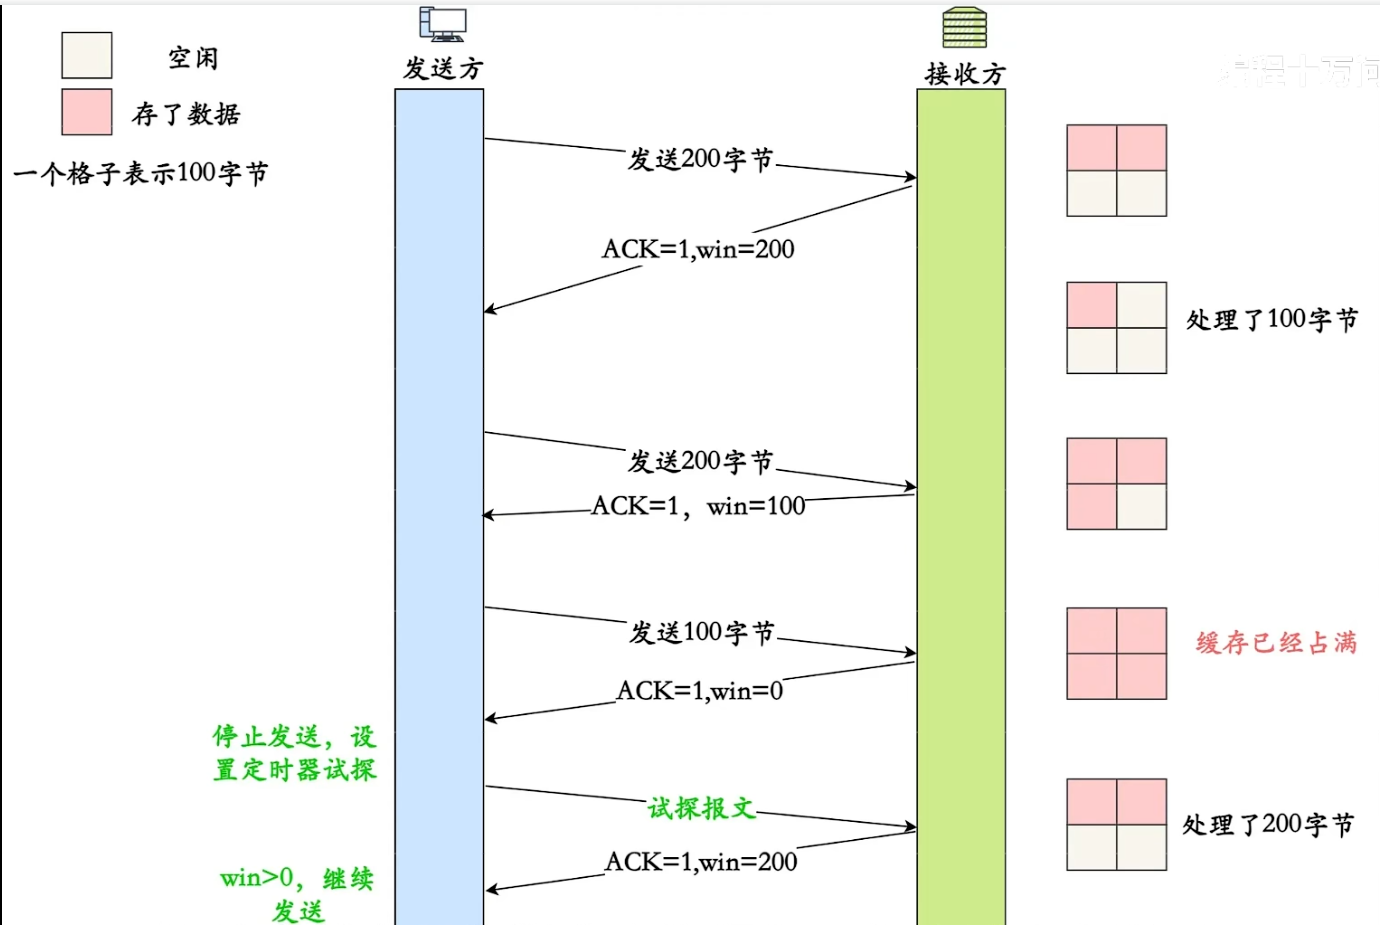 空闲
存了数据
一个格子表示100字节
发送方
接收方
编程十万问
发送200字节
ACK=1,win=200
处理了100字节
发送200字节
ACK=1，win=100
发送100字节
缓存已经占满
ACK=1,win=0
停止发送，设
置定时器试探
试探报文
处理了200字节
ACK=1,win=200
win>0，继续
发送